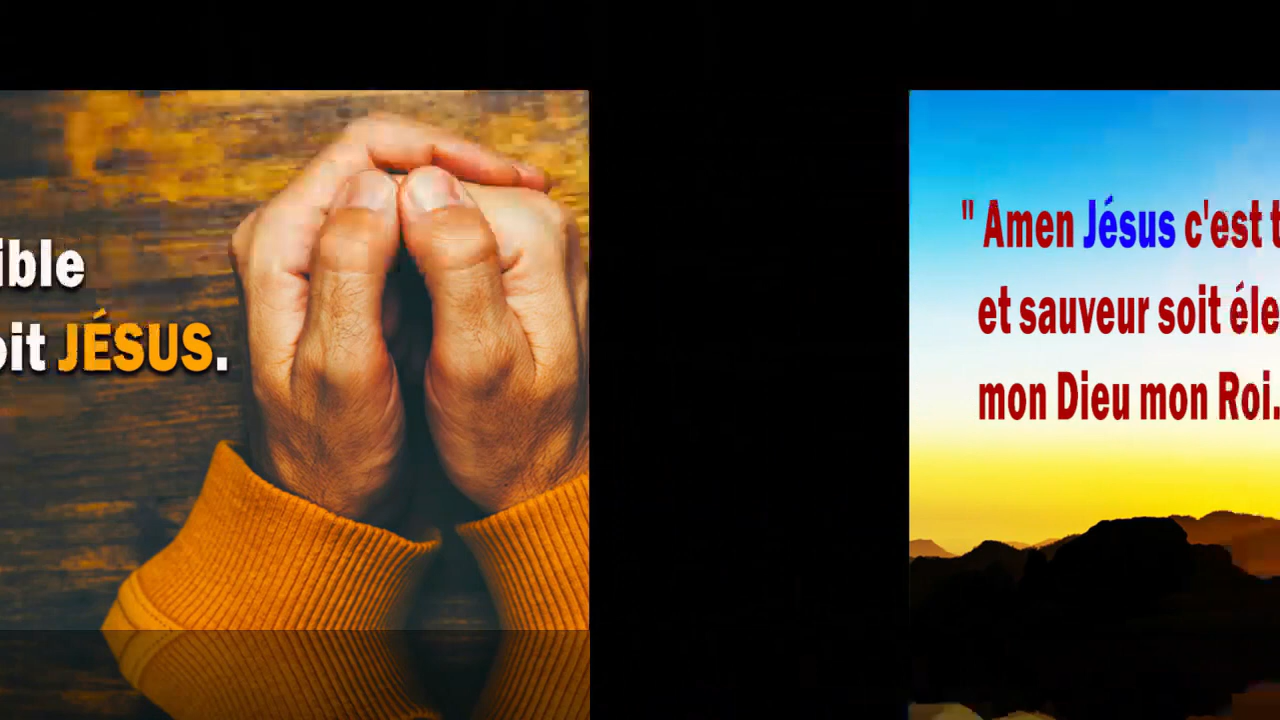 ible
oit JÉSUS.
" Amen Jésus c'est t
et sauveur soit éle
mon Dieu mon Roi.